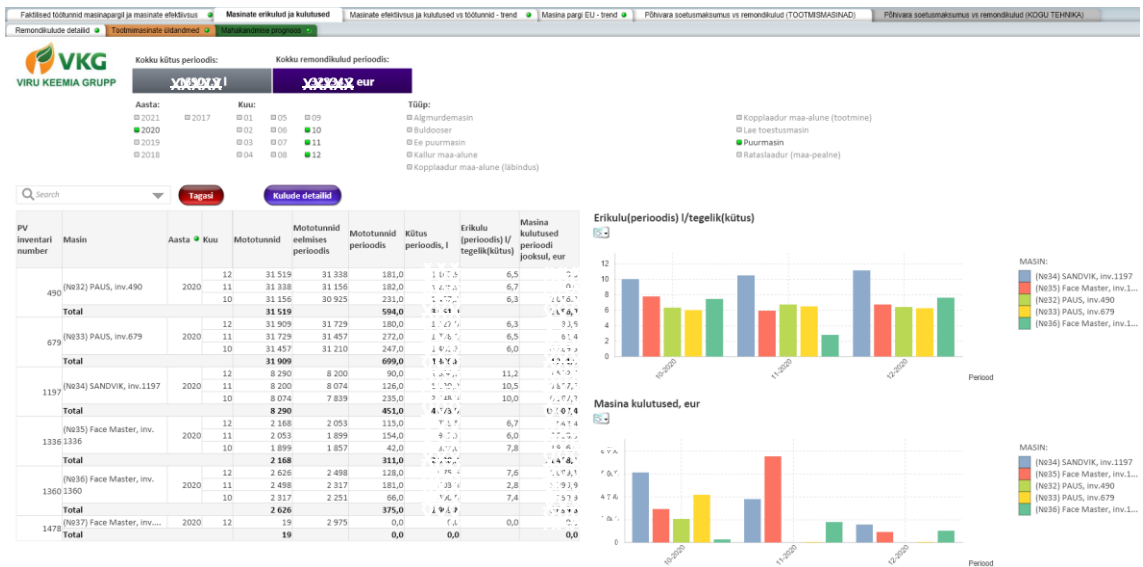 Faktilised töötunnid masinapargil ja masinate efektiivsus
Masinate erikulud ja kulutused
Masinate efektiivsus ja kulutused vs töötunnid - trend
Masina pargi EU - trend
Põhivara soetusmaksumus vs remondikulud (TOOTMISMASINAD)
Põhivara soetusmaksumus vs remondikulud (KOGU TEHNIKA)
Remondikulude detailid
Tootmimasinate üldandmed
Mahakandmise prognoos
VKG
VIRU KEEMIA GRUPP
Kokku kütus perioodis:
Kokku remondikulud perioodis:
l
eur
Aasta:
2021 2017
2020
2019
2018
Kuu:
01 05 09
02 06 10
03 07 11
04 08 12
Tüüp:
Algmurdemasin
Buldooser
Ee puurmasin
Kallur maa-alune
Kopplaadur maa-alune (läbindus)
Kopplaadur maa-alune (tootmine)
Lae toestusmasin
Puurmasin
Rataslaadur (maa-pealne)
Search
Tagasi
Kulude detailid
PV inventari number
Masin
Aasta
Kuu
Mototunnid
Mototunnid eelmises perioodis
Mototunnid perioodis
Kütus perioodis, l
Erikulu (perioodis) l/ tegelik(kütus)
Masina kulutused perioodi jooksul, eur
490 (№32) PAUS, inv.490 2020
12 31 519 31 338 181,0 6,5
11 31 338 31 156 182,0 6,7
10 31 156 30 925 231,0 6,3
Total 31 519 594,0
679 (№33) PAUS, inv.679 2020
12 31 909 31 729 180,0 6,3
11 31 729 31 457 272,0 6,5
10 31 457 31 210 247,0 6,0
Total 31 909 699,0
1197 (№34) SANDVIK, inv.1197 2020
12 8 290 8 200 90,0 11,2
11 8 200 8 074 126,0 10,5
10 8 074 7 839 235,0 10,0
Total 8 290 451,0
1336 (№35) Face Master, inv. 1336 2020
12 2 168 2 053 115,0 6,7
11 2 053 1 899 154,0 6,0
10 1 899 1 857 42,0 7,8
Total 2 168 311,0
1360 (№36) Face Master, inv. 1360 2020
12 2 626 2 498 128,0 7,6
11 2 498 2 317 181,0 2,8
10 2 317 2 251 66,0 7,4
Total 2 626 375,0
1478 (№37) Face Master, inv.... 2020 12 19 2 975 0,0 0,0
Total 19 0,0 0,0 0,0
Erikulu(perioodis) l/tegelik(kütus)
12
10
8
6
4
2
0
10-2020
11-2020
12-2020
Periood
MASIN:
(№34) SANDVIK, inv.1197
(№35) Face Master, inv.1...
(№32) PAUS, inv.490
(№33) PAUS, inv.679
(№36) Face Master, inv.1...
Masina kulutused, eur
0
10-2020
11-2020
12-2020
Periood
MASIN:
(№34) SANDVIK, inv.1197
(№35) Face Master, inv.1...
(№32) PAUS, inv.490
(№33) PAUS, inv.679
(№36) Face Master, inv.1...